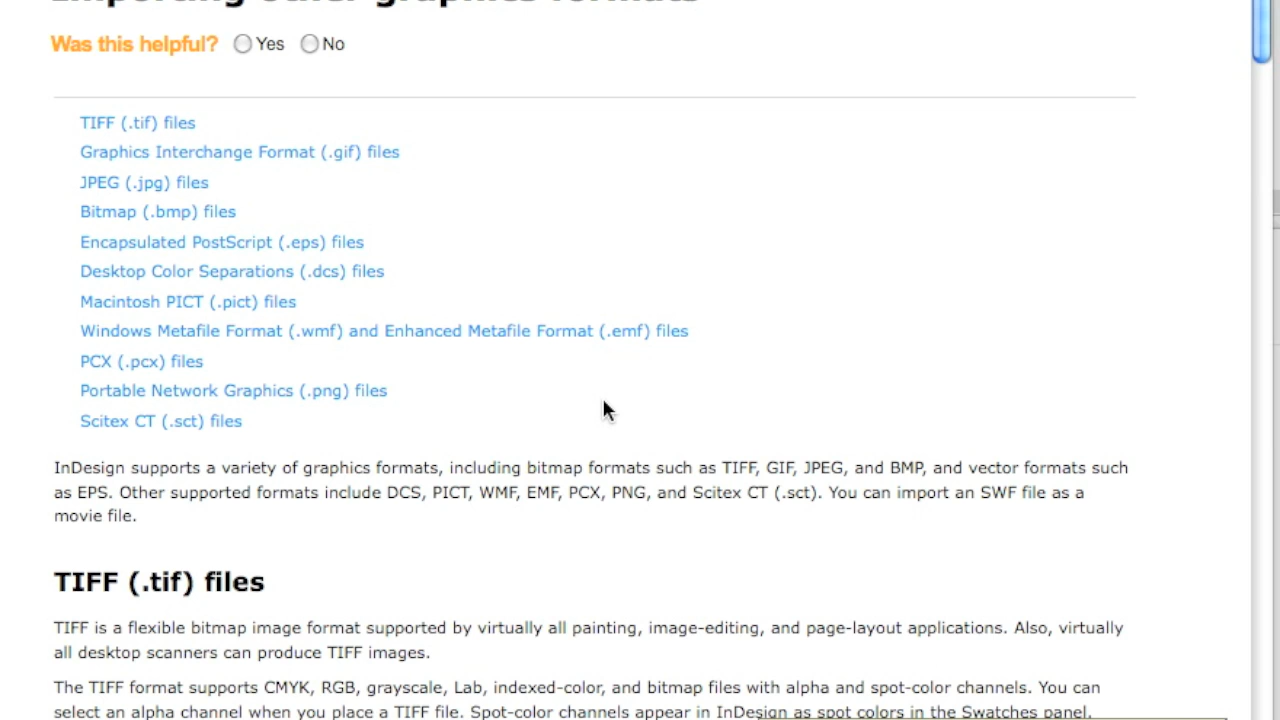 Importing other graphics formats
Was this helpful? Yes No
TIFF (.tif) files
Graphics Interchange Format (.gif) files
JPEG (.jpg) files
Bitmap (.bmp) files
Encapsulated PostScript (.eps) files
Desktop Color Separations (.dcs) files
Macintosh PICT (.pict) files
Windows Metafile Format (.wmf) and Enhanced Metafile Format (.emf) files
PCX (.pcx) files
Portable Network Graphics (.png) files
Scitex CT (.sct) files
InDesign supports a variety of graphics formats, including bitmap formats such as TIFF, GIF, JPEG, and BMP, and vector formats such
as EPS. Other supported formats include DCS, PICT, WMF, EMF, PCX, PNG, and Scitex CT (.sct). You can import an SWF file as a
movie file.
TIFF (.tif) files
TIFF is a flexible bitmap image format supported by virtually all painting, image-editing, and page-layout applications. Also, virtually
all desktop scanners can produce TIFF images.
The TIFF format supports CMYK, RGB, grayscale, Lab, indexed-color, and bitmap files with alpha and spot-color channels. You can
select an alpha channel when you place a TIFF file. Spot-color channels appear in InDesign as spot colors in the Swatches panel.